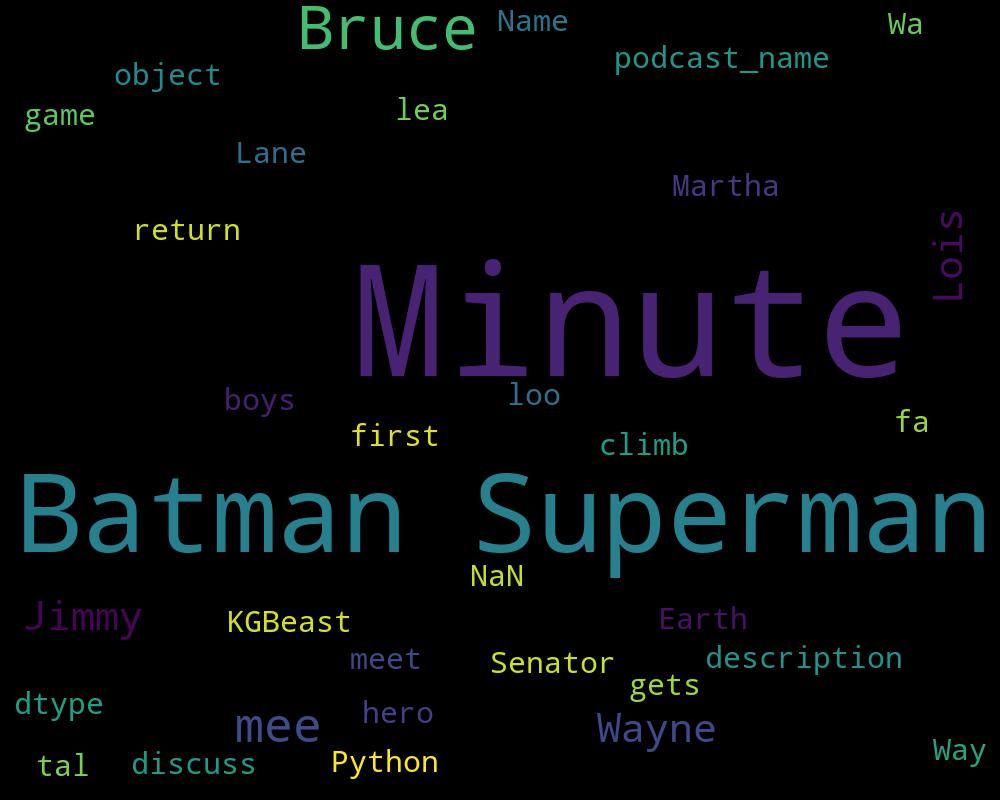 Bruce
Name
Wa
podcast_name
object
game
lea
Lane
Martha
return
Lois
Minute
boys
loo
first
fa
climb
Batman Superman
NaN
Jimmy
KGBeast
Earth
meet
Senator
description
gets
dtype
mee
hero
Wayne
tal
discuss
Python
Way